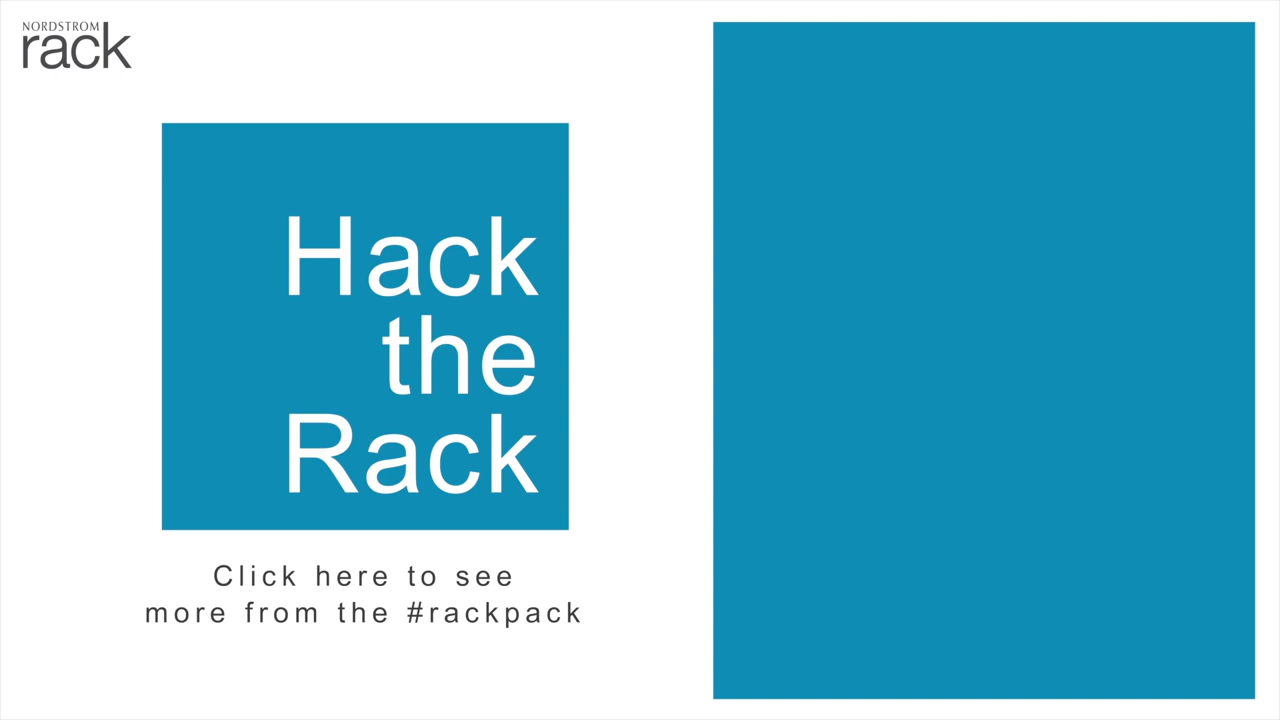 NORDSTROM
rack
Hack
the
Rack
Click here to see
more from the #rackpack